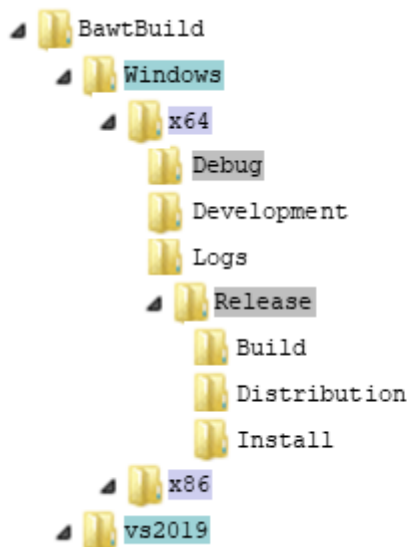 BawtBuild
Windows
x64
Debug
Development
Logs
Release
Build
Distribution
Install
x86
vs2019